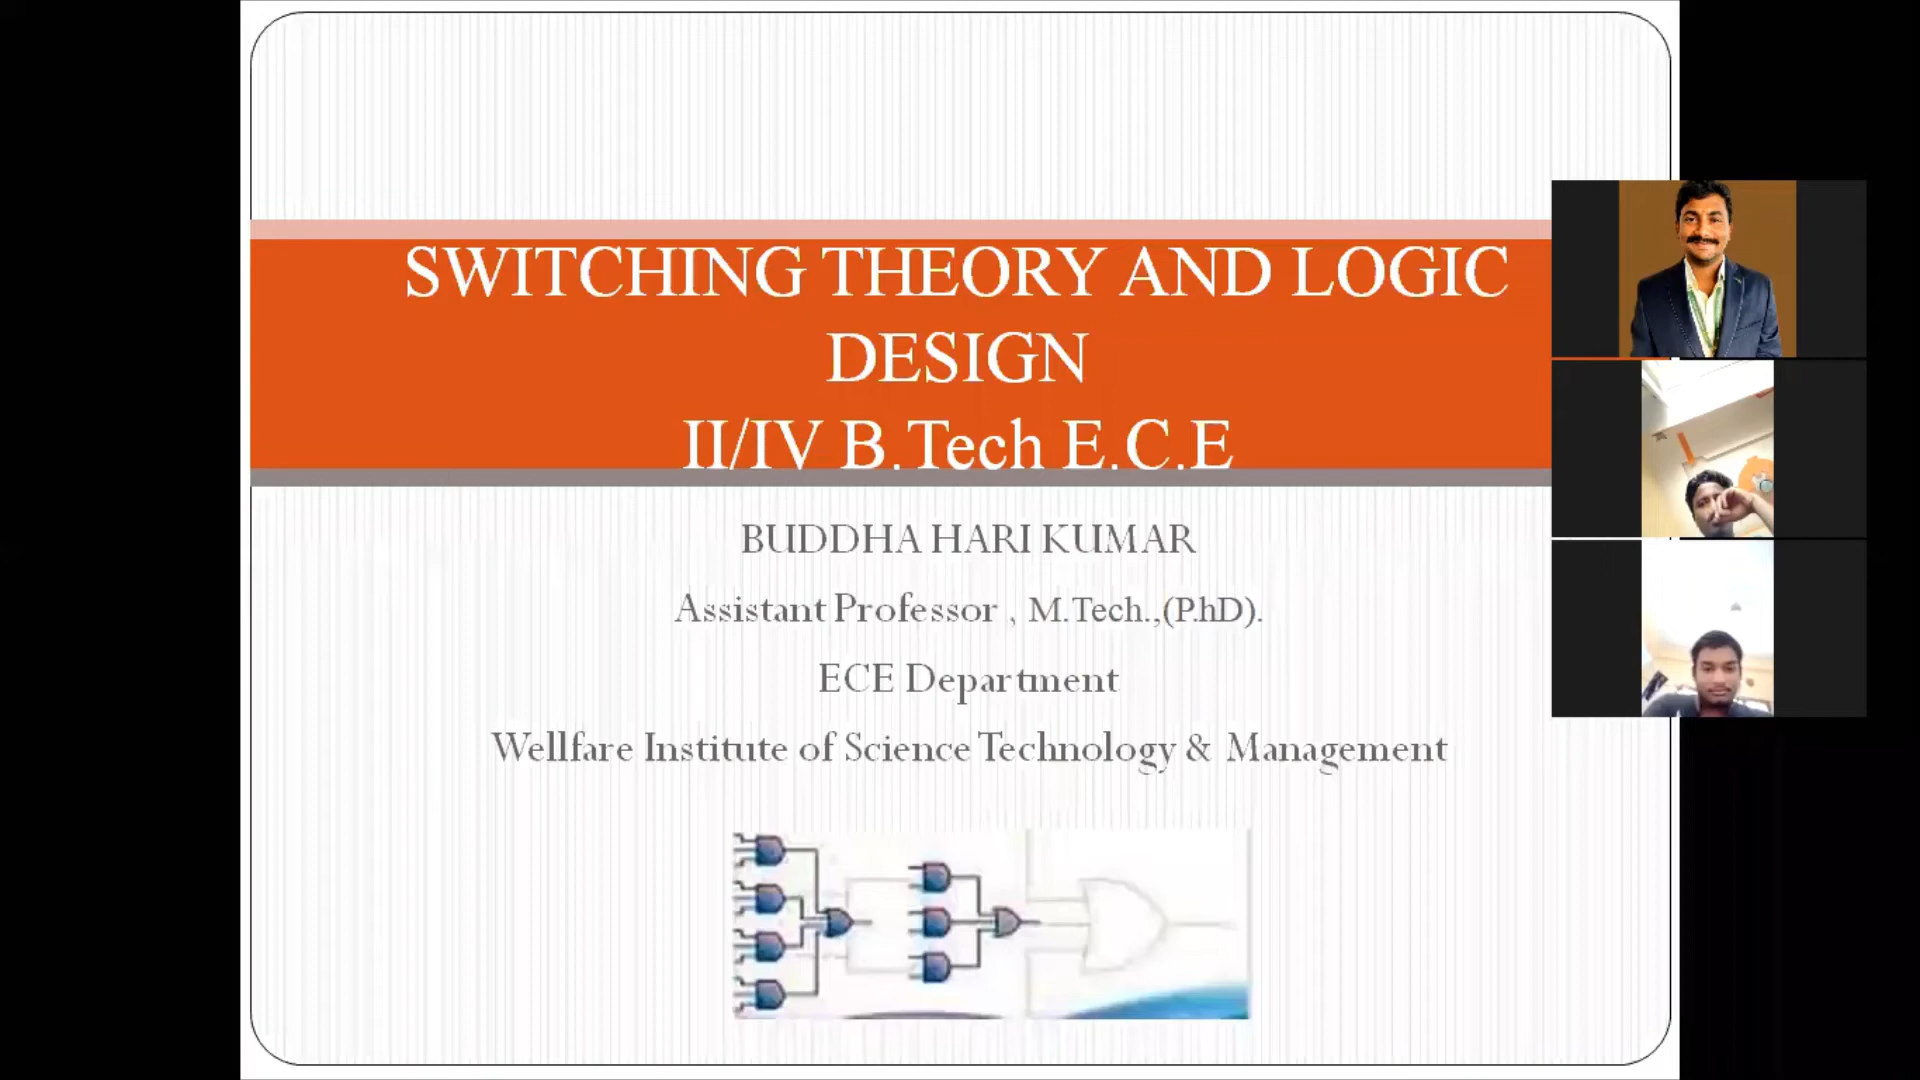 SWITCHING THEORY AND LOGIC
DESIGN
II/IV B.Tech E.C.E
BUDDHA HARI KUMAR
Assistant Professor , M.Tech.,(P.hD).
ECE Department
Wellfare Institute of Science Technology & Management